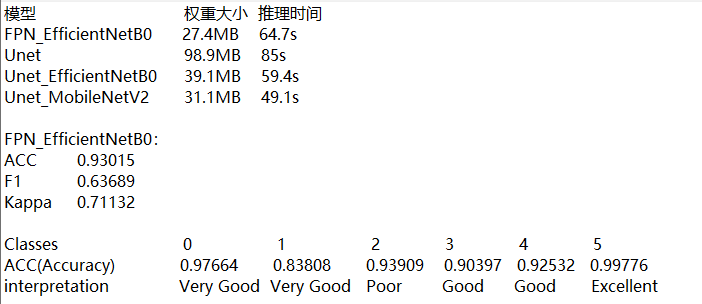 模型 权重大小 推理时间
FPN_EfficientNetB0 27.4MB 64.7s
Unet 98.9MB 85s
Unet_EfficientNetB0 39.1MB 59.4s
Unet_MobileNetV2 31.1MB 49.1s
FPN_EfficientNetB0：
ACC 0.93015
F1 0.63689
Kappa 0.71132
Classes 0 1 2 3 4 5
ACC(Accuracy) 0.97664 0.83808 0.93909 0.90397 0.92532 0.99776
interpretation Very Good Very Good Poor Good Good Excellent